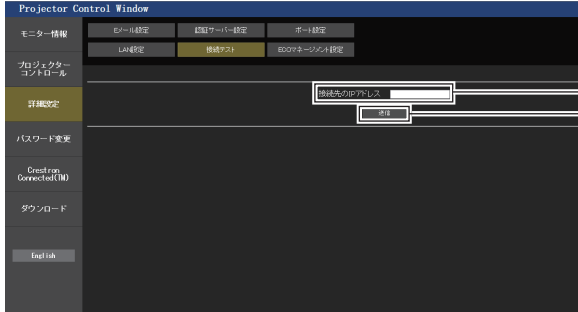 Projector Control Window
モニター情報
Eメール設定
認証サーバー設定
ポート設定
LAN設定
接続テスト
ECOマネージメント設定
プロジェクター
コントロール
接続先のIPアドレス
送信
詳細設定
パスワード変更
Crestron
Connected(TM)
ダウンロード
English